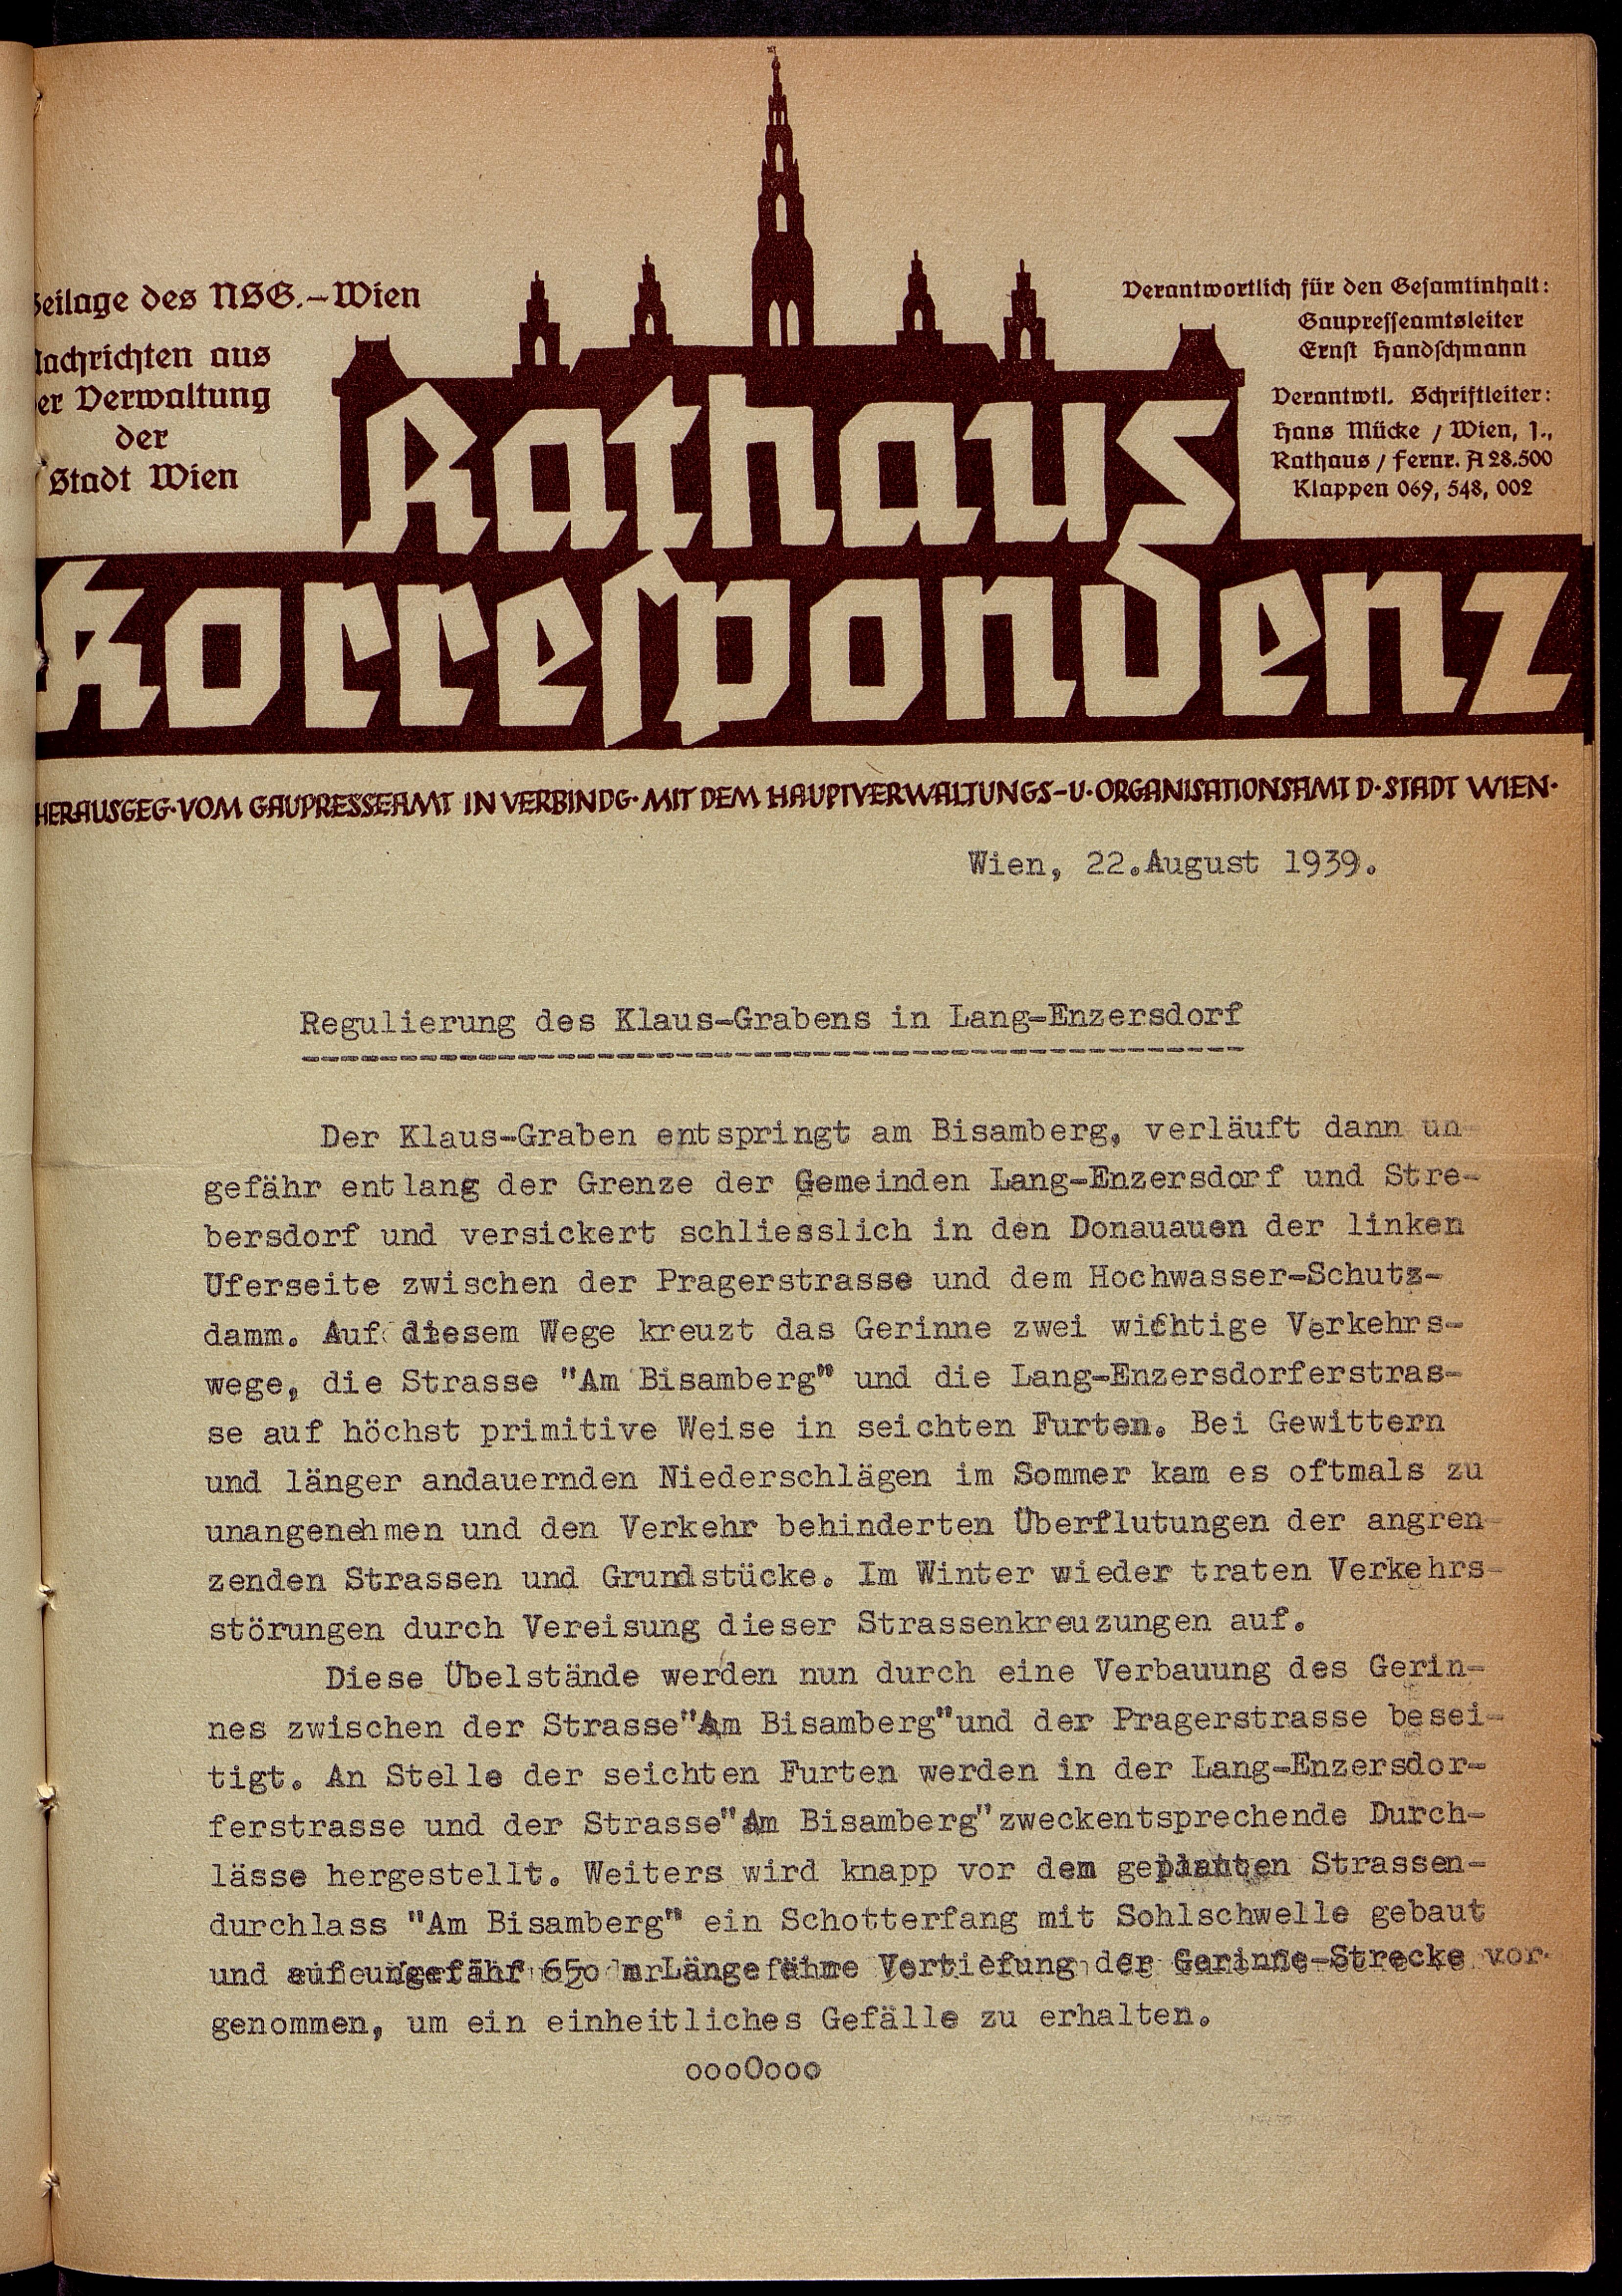 Beilage des NSG.-Wien
Nachrichten aus
der Verwaltung
der
Stadt Wien
Verantwortlich für den Gesamtinhalt:
Gaupresseamtsleiter
Ernst Handschmann
Verantwtl. Schriftleiter:
Hans Mücke / Wien, 1.,
Rathaus / Fernr. A 28.500
Klappen 069, 548, 002
Rathaus
Korrespondenz
HERAUSGEG·VOM GAUPRESSEAMT IN VERBINDG·MIT DEM HAUPTVERWALTUNGS-U·ORGANISATIONSAMT D·STADT WIEN·
Wien, 22.August 1939.
Regulierung des Klaus-Grabens in Lang-Enzersdorf
Der Klaus-Graben entspringt am Bisamberg, verläuft dann un-
gefähr entlang der Grenze der Gemeinden Lang-Enzersdorf und Stre-
bersdorf und versickert schliesslich in den Donauauen der linken
Uferseite zwischen der Pragerstrasse und dem Hochwasser-Schutz-
damm. Auf diesem Wege kreuzt das Gerinne zwei wichtige Verkehrs-
wege, die Strasse "Am Bisamberg" und die Lang-Enzersdorferstras-
se auf höchst primitive Weise in seichten Furten. Bei Gewittern
und länger andauernden Niederschlägen im Sommer kam es oftmals zu
unangenehmen und den Verkehr behinderten Überflutungen der angren-
zenden Strassen und Grundstücke. Im Winter wieder traten Verkehrs-
störungen durch Vereisung dieser Strassenkreuzungen auf.
Diese Übelstände werden nun durch eine Verbauung des Gerin-
nes zwischen der Strasse"Am Bisamberg"und der Pragerstrasse besei-
tigt. An Stelle der seichten Furten werden in der Lang-Enzersdor-
ferstrasse und der Strasse"Am Bisamberg"zweckentsprechende Durch-
lässe hergestellt. Weiters wird knapp vor dem geplanten Strassen-
durchlass "Am Bisamberg" ein Schotterfang mit Sohlschwelle gebaut
und auf ungefähr 650 m Länge eine Vertiefung der Gerinne-Strecke vor-
genommen, um ein einheitliches Gefälle zu erhalten.
oooOooo